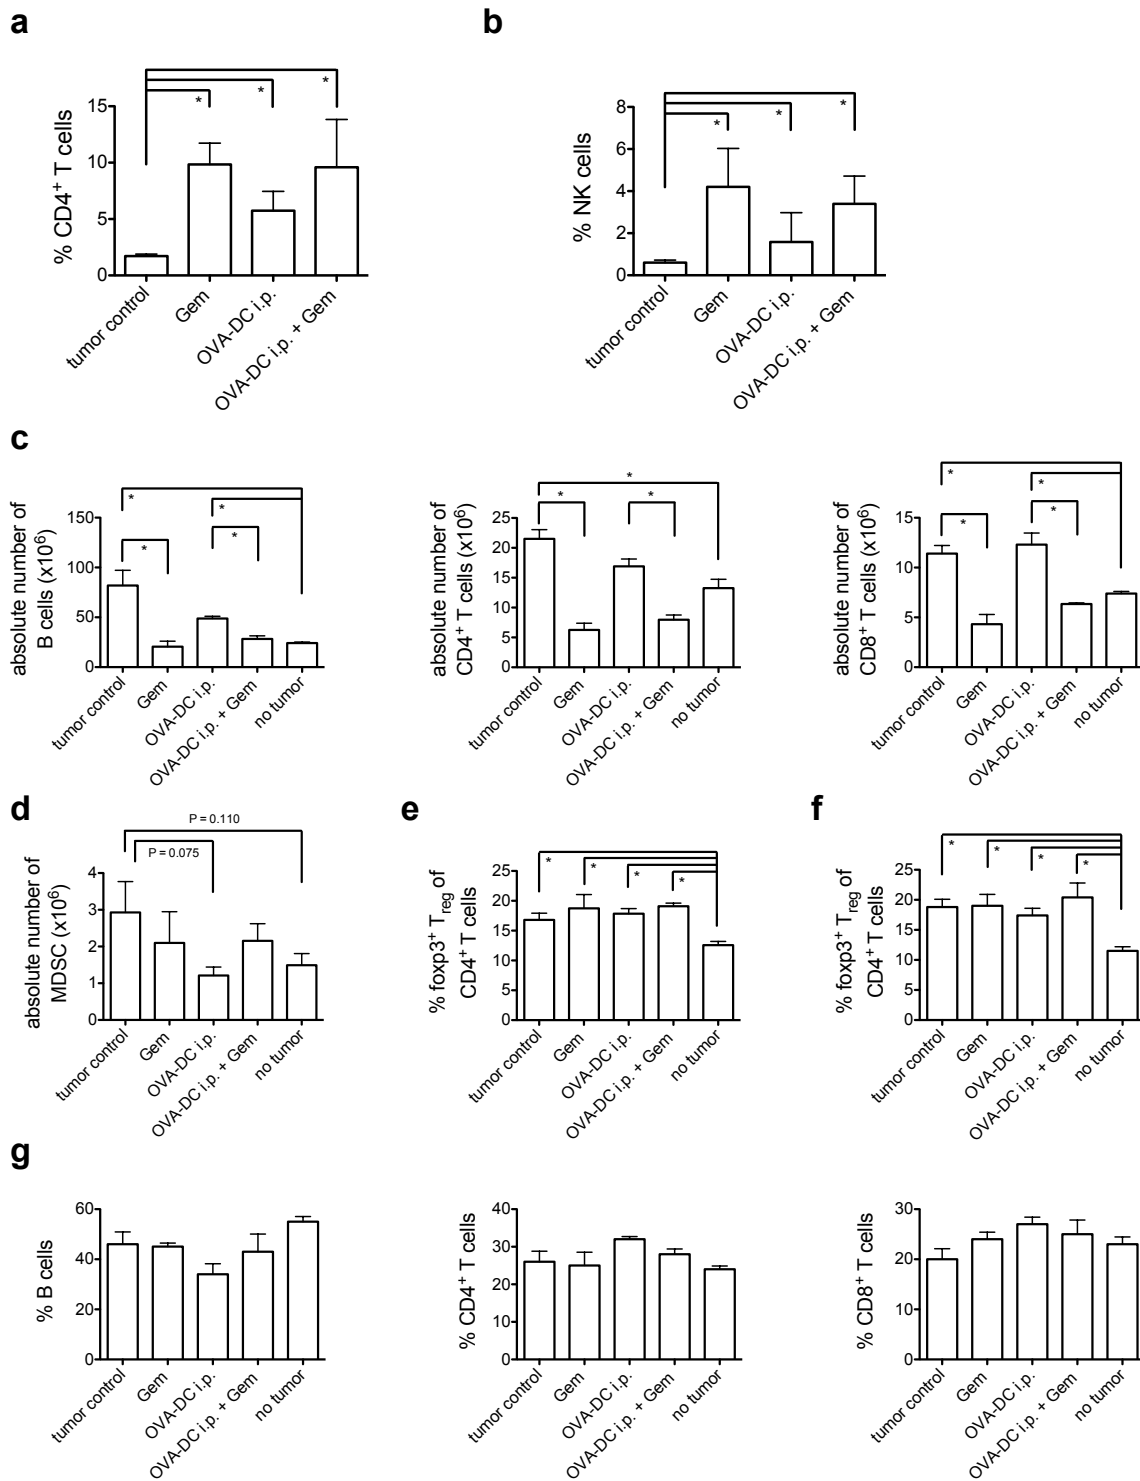 a
b
% CD4+ T cells
15
10
5
0
*
*
*
tumor control
Gem
OVA-DC i.p.
OVA-DC i.p. + Gem
% NK cells
8
6
4
2
0
*
*
*
tumor control
Gem
OVA-DC i.p.
OVA-DC i.p. + Gem
c
absolute number of
B cells (x10⁶)
150
100
50
0
*
*
*
*
tumor control
Gem
OVA-DC i.p.
OVA-DC i.p. + Gem
no tumor
absolute number of
CD4+ T cells (x10⁶)
25
20
15
10
5
0
*
*
*
tumor control
Gem
OVA-DC i.p.
OVA-DC i.p. + Gem
no tumor
absolute number of
CD8+ T cells (x10⁶)
15
10
5
0
*
*
*
*
tumor control
Gem
OVA-DC i.p.
OVA-DC i.p. + Gem
no tumor
d
absolute number of
MDSC (x10⁶)
P = 0.110
P = 0.075
4
3
2
1
0
tumor control
Gem
OVA-DC i.p.
OVA-DC i.p. + Gem
no tumor
e
% foxp3+ Treg of
CD4+ T cells
25
20
15
10
5
0
*
*
*
*
tumor control
Gem
OVA-DC i.p.
OVA-DC i.p. + Gem
no tumor
f
% foxp3+ Treg of
CD4+ T cells
25
20
15
10
5
0
*
*
*
*
tumor control
Gem
OVA-DC i.p.
OVA-DC i.p. + Gem
no tumor
g
% B cells
60
40
20
0
tumor control
Gem
OVA-DC i.p.
OVA-DC i.p. + Gem
no tumor
% CD4+ T cells
40
30
20
10
0
tumor control
Gem
OVA-DC i.p.
OVA-DC i.p. + Gem
no tumor
% CD8+ T cells
30
20
10
0
tumor control
Gem
OVA-DC i.p.
OVA-DC i.p. + Gem
no tumor